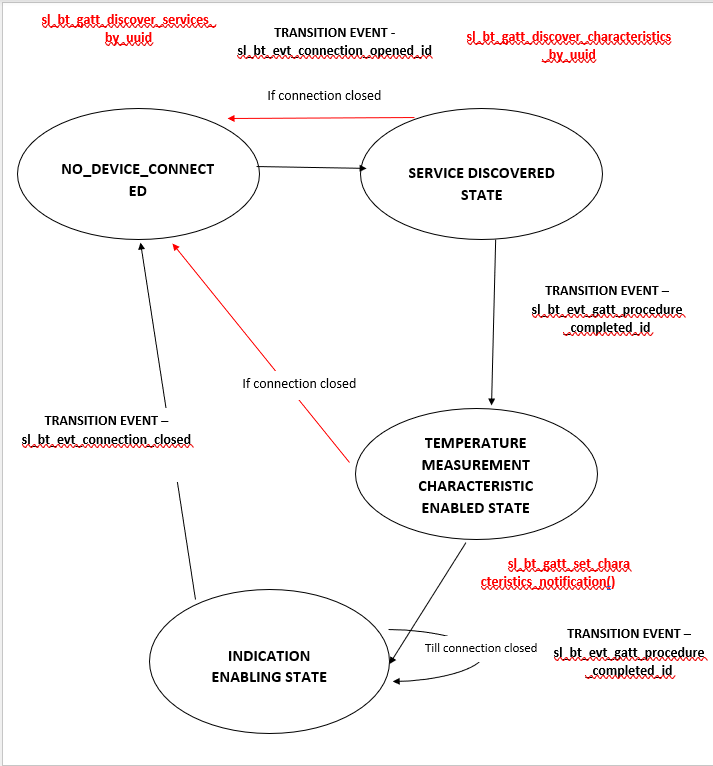 sl_bt_gatt_discover_services_
by_uuid
TRANSITION EVENT -
sl_bt_evt_connection_opened_id
sl_bt_gatt_discover_characteristics
_by_uuid
If connection closed
NO_DEVICE_CONNECT
ED
SERVICE DISCOVERED
STATE
TRANSITION EVENT –
sl_bt_evt_gatt_procedure
_completed_id
If connection closed
TRANSITION EVENT –
sl_bt_evt_connection_closed
TEMPERATURE
MEASUREMENT
CHARACTERISTIC
ENABLED STATE
sl_bt_gatt_set_chara
cteristics_notification()
INDICATION
ENABLING STATE
Till connection closed
TRANSITION EVENT –
sl_bt_evt_gatt_procedure
_completed_id